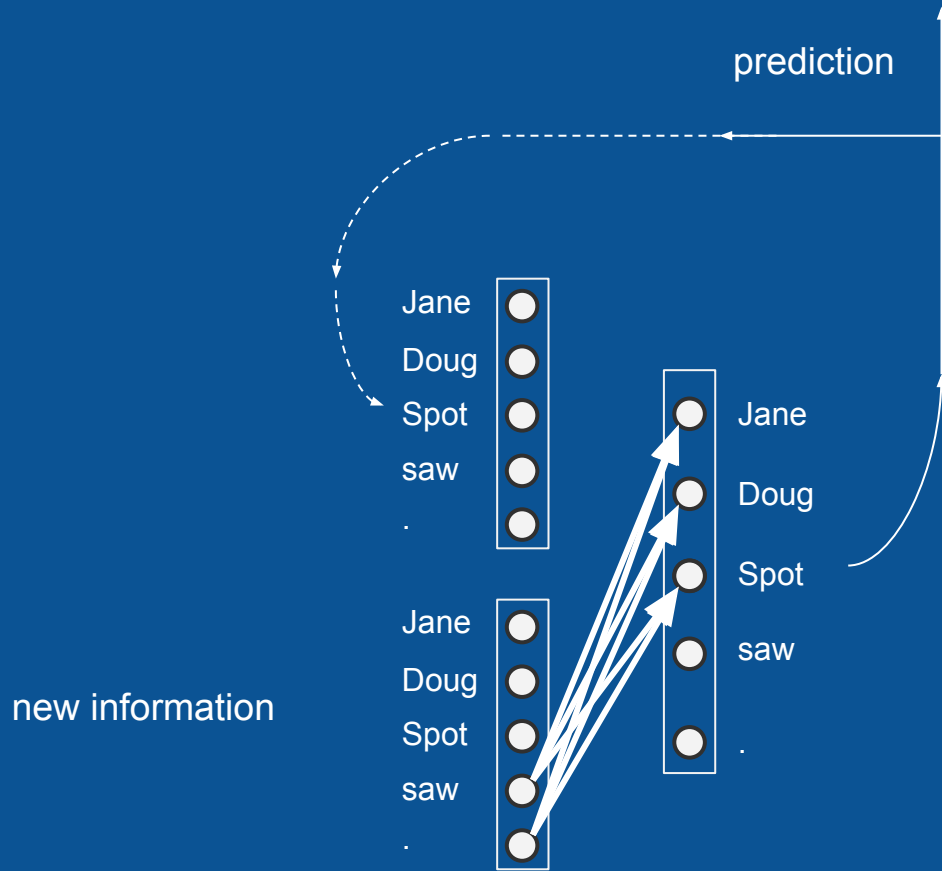 prediction
Jane
Doug
Spot
saw
.
Jane
Doug
Spot
saw
.
new information
Jane
Doug
Spot
saw
.